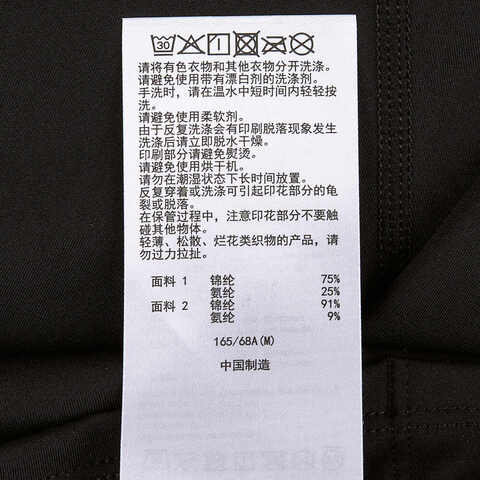 30
请将有色衣物和其他衣物分开洗涤。
请避免使用带有漂白剂的洗涤剂。
手洗时，请在温水中短时间内轻轻按
洗。
请避免使用柔软剂。
由于反复洗涤会有印刷脱落现象发生
洗涤后请立即脱水干燥。
印刷部分请避免熨烫。
请避免使用烘干机。
请勿在潮湿状态下长时间放置。
反复穿着或洗涤可引起印花部分的龟
裂或脱落。
在保管过程中，注意印花部分不要触
碰其他物体。
轻薄、松散、烂花类织物的产品，请
勿过力拉扯。
面料 1 锦纶 75%
氨纶 25%
面料 2 锦纶 91%
氨纶 9%
165/68A(M)
中国制造